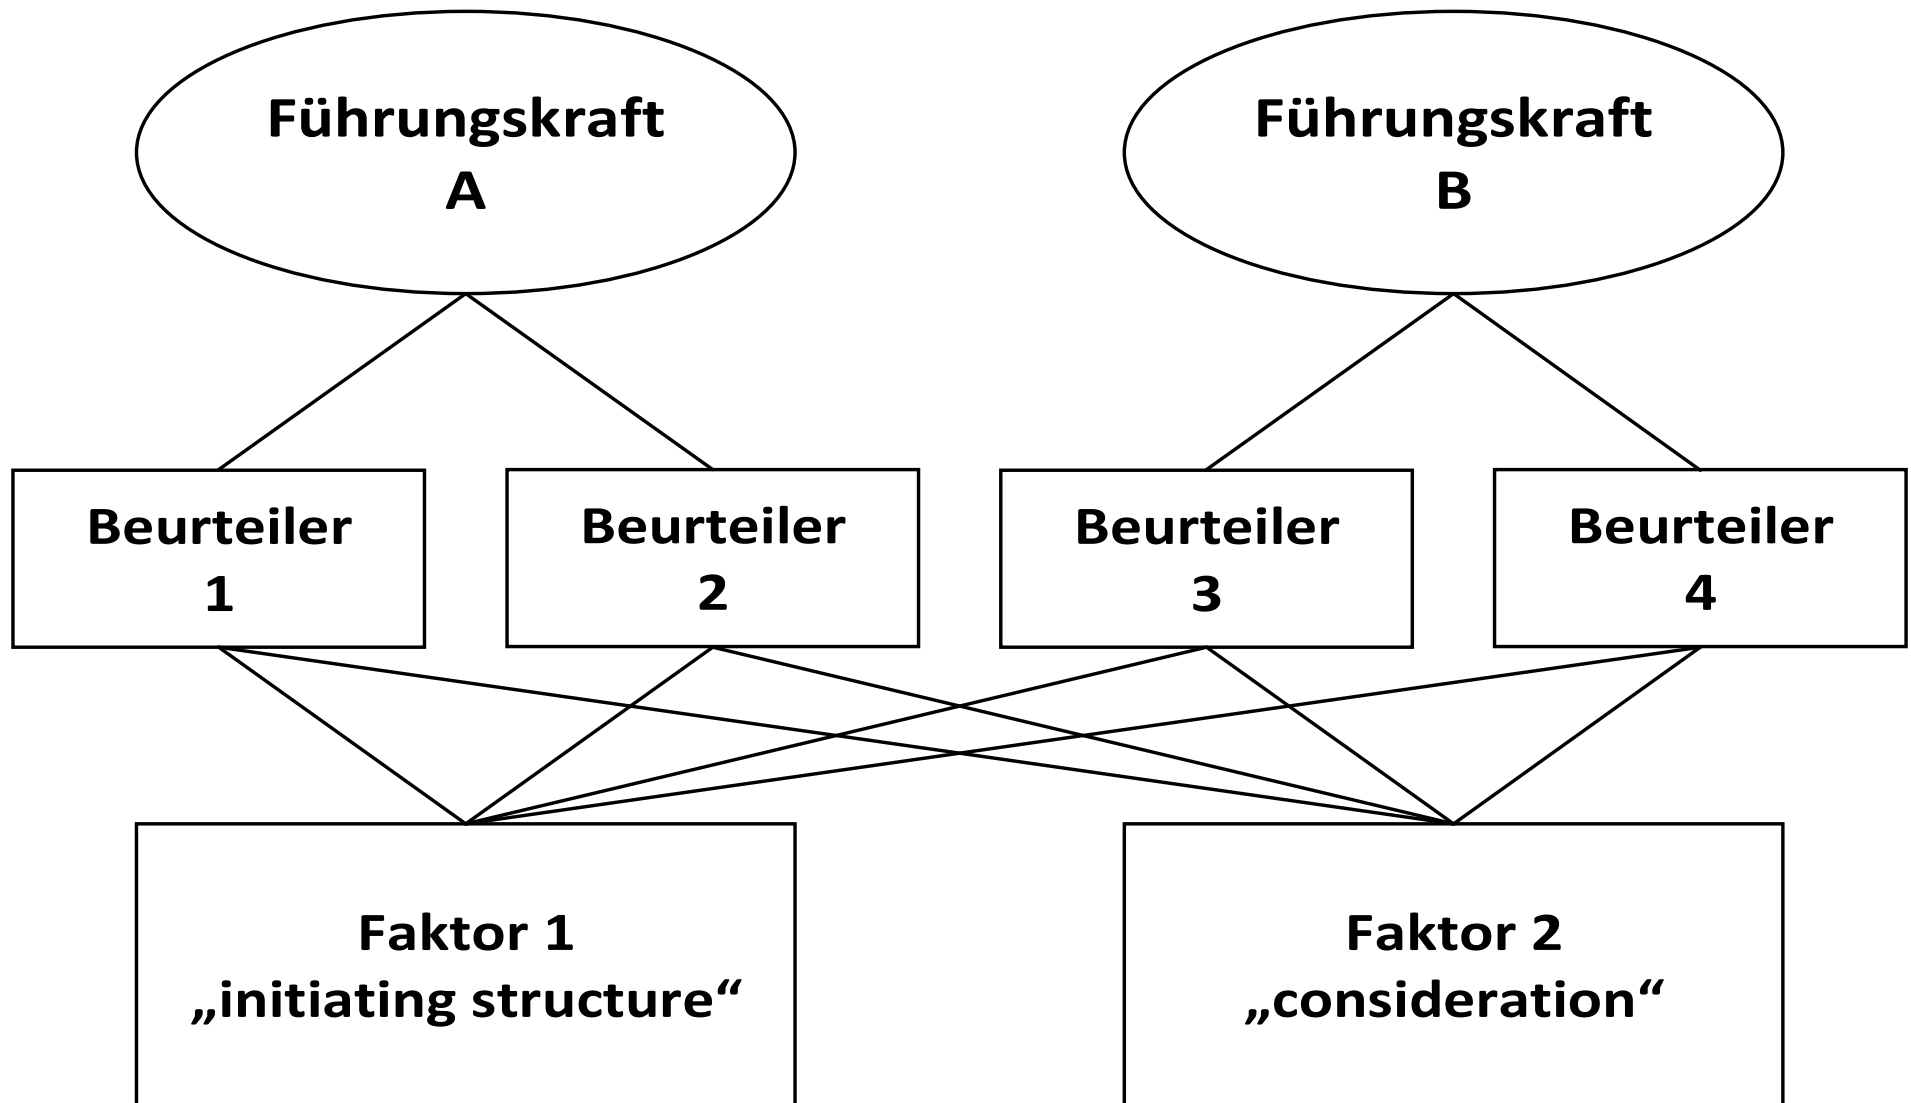 Führungskraft
A
Führungskraft
B
Beurteiler
1
Beurteiler
2
Beurteiler
3
Beurteiler
4
Faktor 1
„initiating structure“
Faktor 2
„consideration“